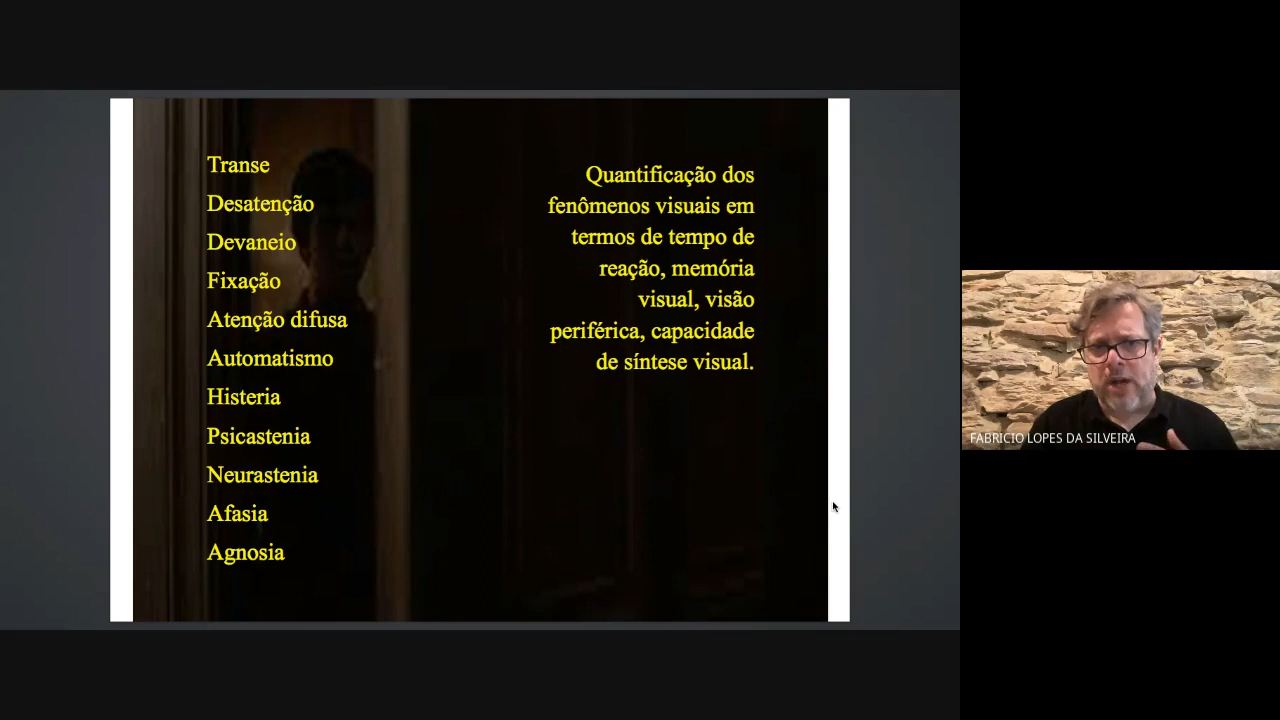 Transe
Desatenção
Devaneio
Fixação
Atenção difusa
Automatismo
Histeria
Psicastenia
Neurastenia
Afasia
Agnosia
Quantificação dos
fenômenos visuais em
termos de tempo de
reação, memória
visual, visão
periférica, capacidade
de síntese visual.
FABRICIO LOPES DA SILVEIRA